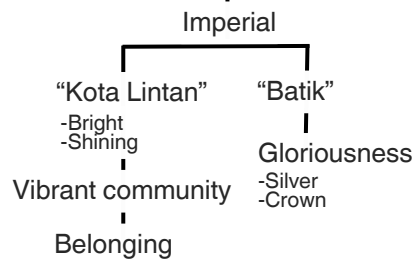 Imperial
“Kota Lintan”
-Bright
-Shining
Vibrant community
Belonging
“Batik”
Gloriousness
-Silver
-Crown